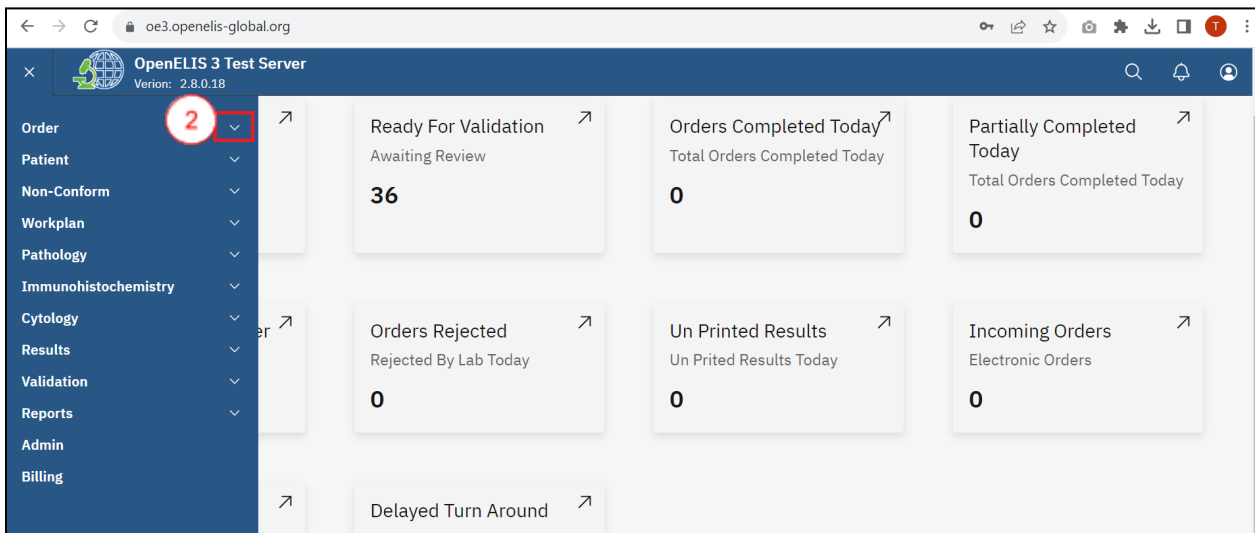 oe3.openelis-global.org
T
OpenELIS 3 Test Server
Verion: 2.8.0.18
Order
2
Patient
Non-Conform
Workplan
Pathology
Immunohistochemistry
Cytology
Results
Validation
Reports
Admin
Billing
Ready For Validation
Awaiting Review
36
Orders Completed Today
Total Orders Completed Today
0
Partially Completed
Today
Total Orders Completed Today
0
er
Orders Rejected
Rejected By Lab Today
0
Un Printed Results
Un Prited Results Today
0
Incoming Orders
Electronic Orders
0
Delayed Turn Around